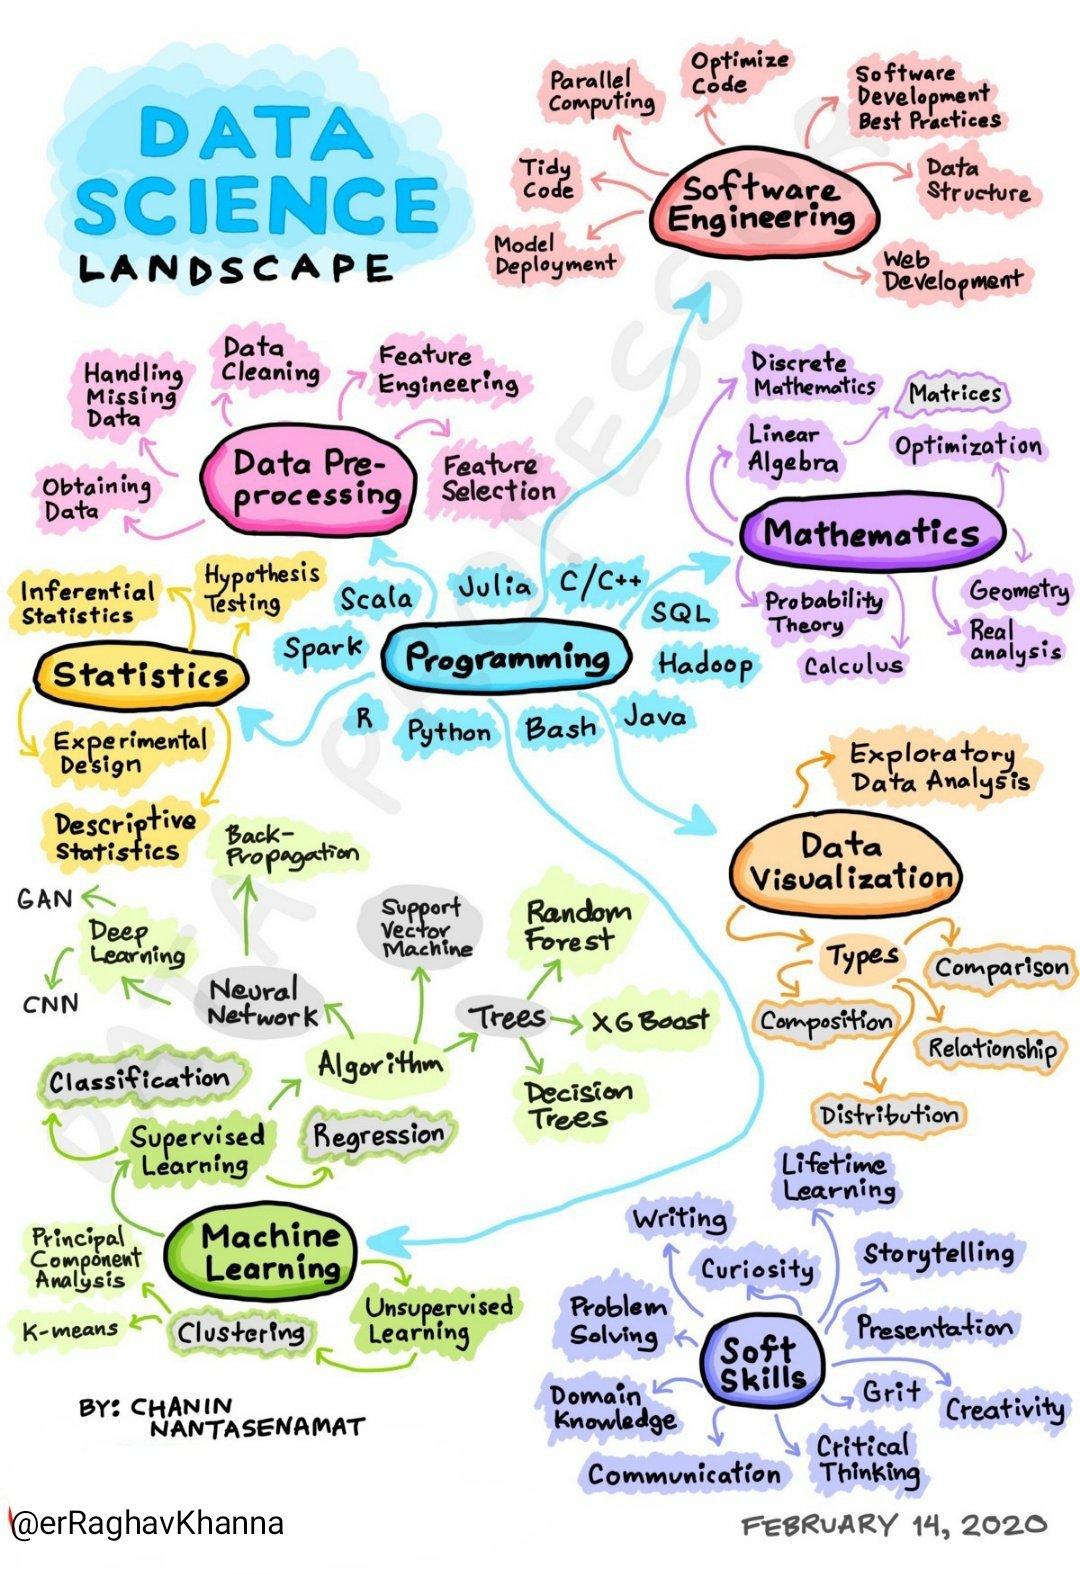 DATA
SCIENCE
LANDSCAPE
Parallel
Computing
Optimize
Code
Software
Development
Best Practices
Tidy
Code
Software
Engineering
Data
Structure
Model
Deployment
Web
Development
Handling
Missing
Data
Data
Cleaning
Feature
Engineering
Obtaining
Data
Data Pre-
processing
Feature
Selection
Discrete
Mathematics
Matrices
Linear
Algebra
Optimization
Mathematics
Probability
Theory
Calculus
Geometry
Real
analysis
Inferential
Statistics
Hypothesis
Testing
Statistics
Experimental
Design
Descriptive
Statistics
Scala
Julia
C/C++
SQL
Spark
Programming
Hadoop
R
Python
Bash
Java
Exploratory
Data Analysis
Data
Visualization
Types
Comparison
Composition
Relationship
Distribution
Back-
Propagation
GAN
Deep
Learning
CNN
Neural
Network
Support
Vector
Machine
Random
Forest
Trees
XG Boost
Decision
Trees
Algorithm
Classification
Supervised
Learning
Regression
Machine
Learning
Principal
Component
Analysis
K-means
Clustering
Unsupervised
Learning
Lifetime
Learning
Writing
Curiosity
Storytelling
Problem
Solving
Soft
Skills
Presentation
Domain
Knowledge
Grit
Creativity
Communication
Critical
Thinking
BY: CHANIN
NANTASENAMAT
@erRaghavKhanna
FEBRUARY 14, 2020
DATA PROFESSOR